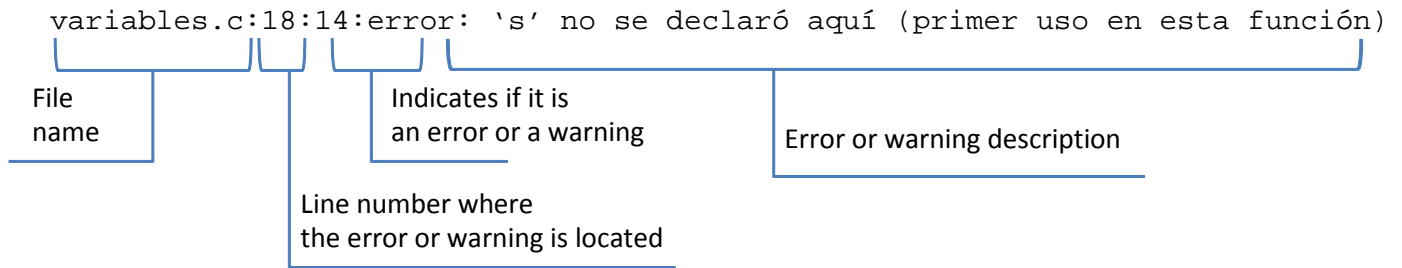 variables.c:18:14:error: ‘s’ no se declaró aquí (primer uso en esta función)
File
name
Indicates if it is
an error or a warning
Error or warning description
Line number where
the error or warning is located